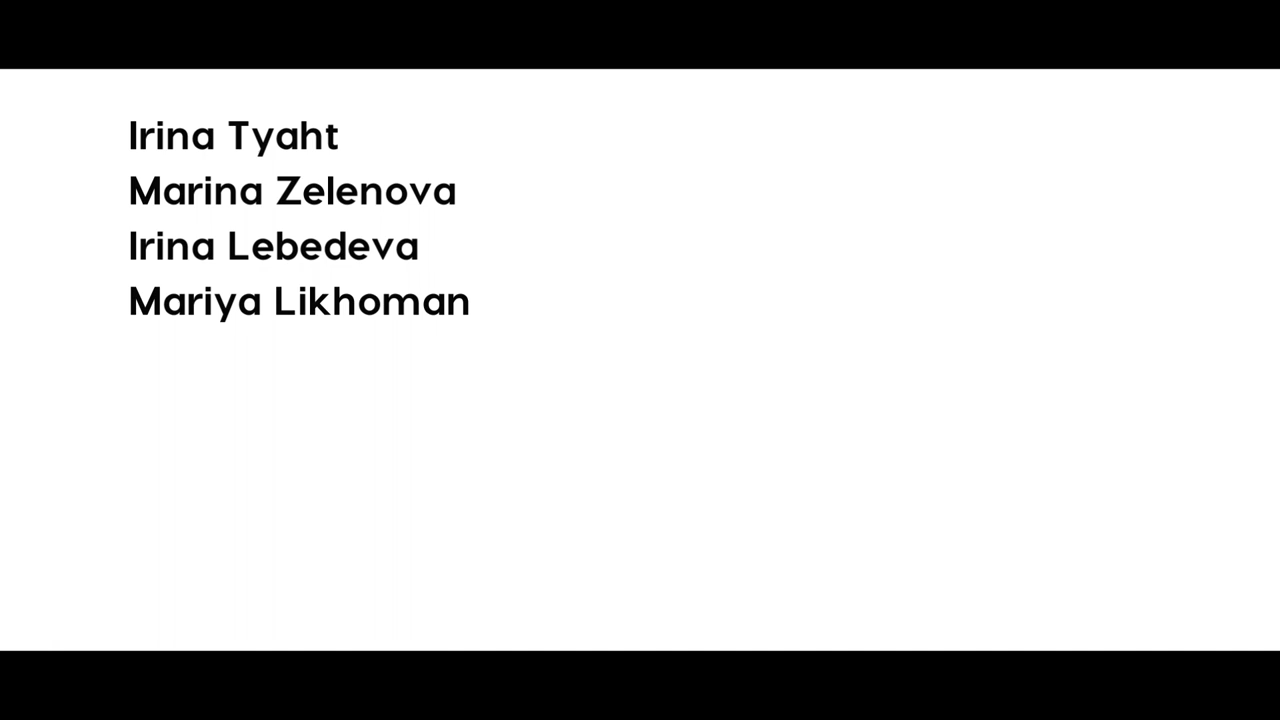 Irina Tyaht
Marina Zelenova
Irina Lebedeva
Mariya Likhoman